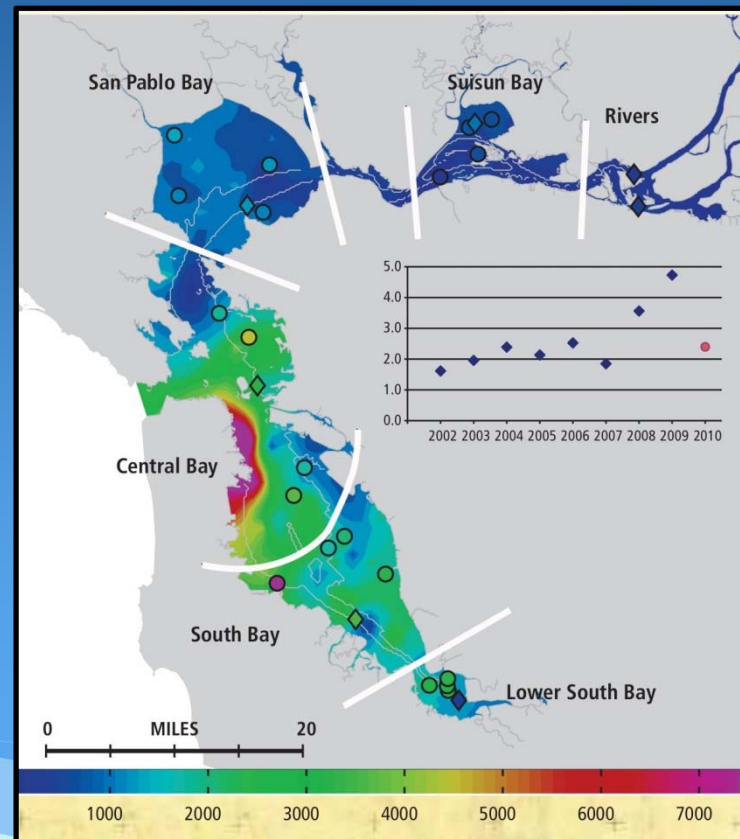 San Pablo Bay
Suisun Bay
Rivers
5.0
4.0
3.0
2.0
1.0
0.0
2002 2003 2004 2005 2006 2007 2008 2009 2010
Central Bay
South Bay
Lower South Bay
0 MILES 20
1000 2000 3000 4000 5000 6000 7000